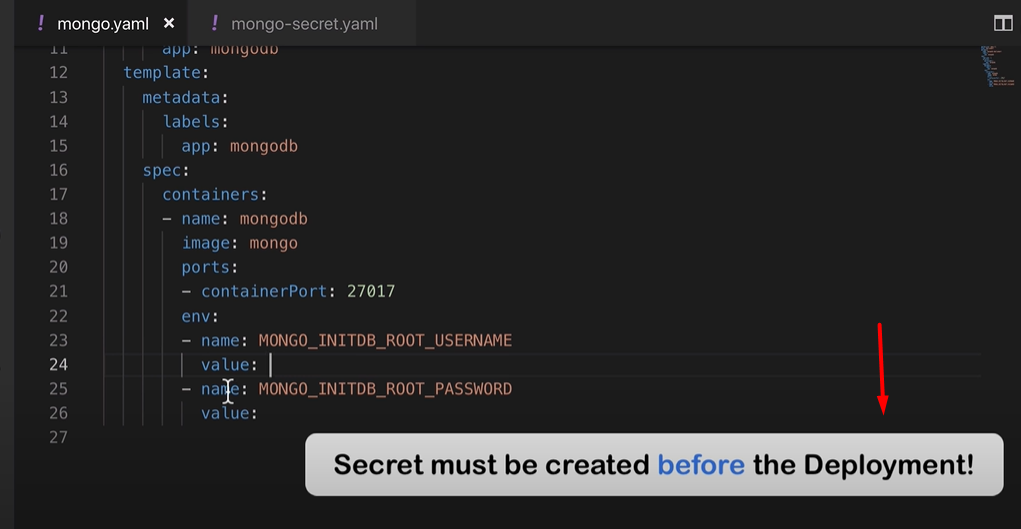 ! mongo.yaml × ! mongo-secret.yaml
11 app: mongodb
12 template:
13 metadata:
14 labels:
15 app: mongodb
16 spec:
17 containers:
18 - name: mongodb
19 image: mongo
20 ports:
21 - containerPort: 27017
22 env:
23 - name: MONGO_INITDB_ROOT_USERNAME
24 value:
25 - name: MONGO_INITDB_ROOT_PASSWORD
26 value:
27
Secret must be created before the Deployment!